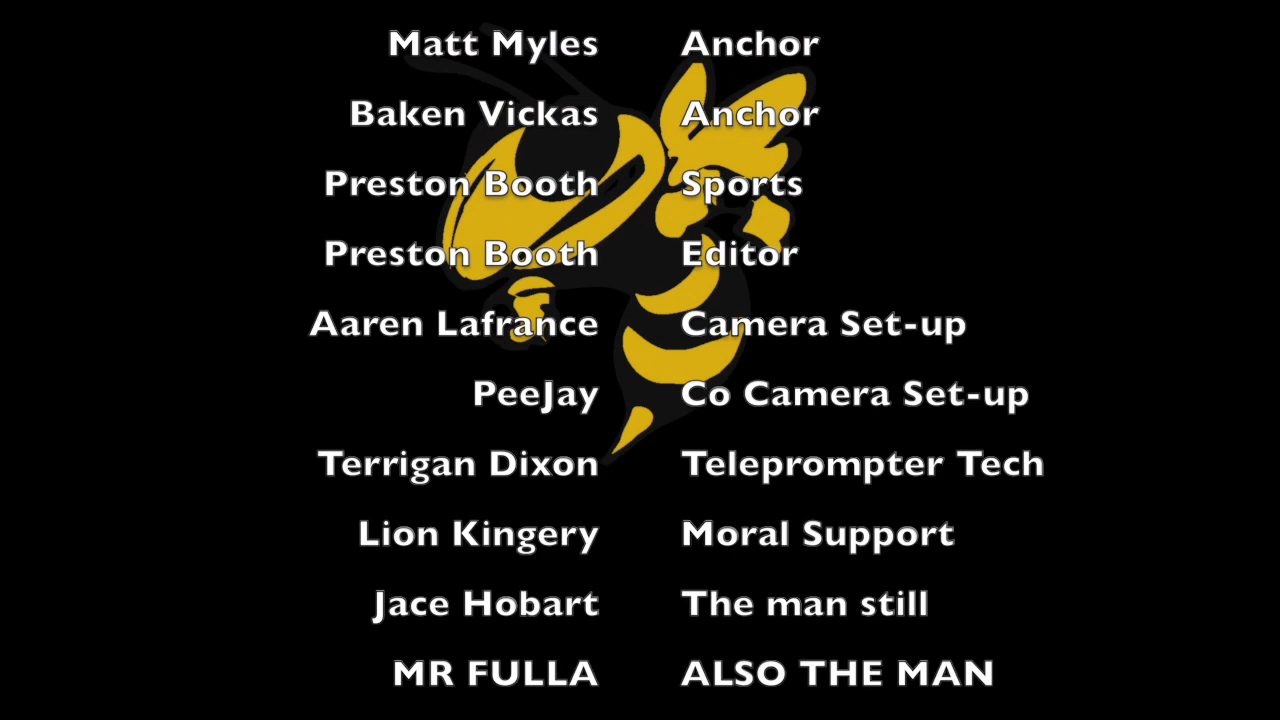 Matt Myles Anchor
Baken Vickas Anchor
Preston Booth Sports
Preston Booth Editor
Aaren Lafrance Camera Set-up
PeeJay Co Camera Set-up
Terrigan Dixon Teleprompter Tech
Lion Kingery Moral Support
Jace Hobart The man still
MR FULLA ALSO THE MAN